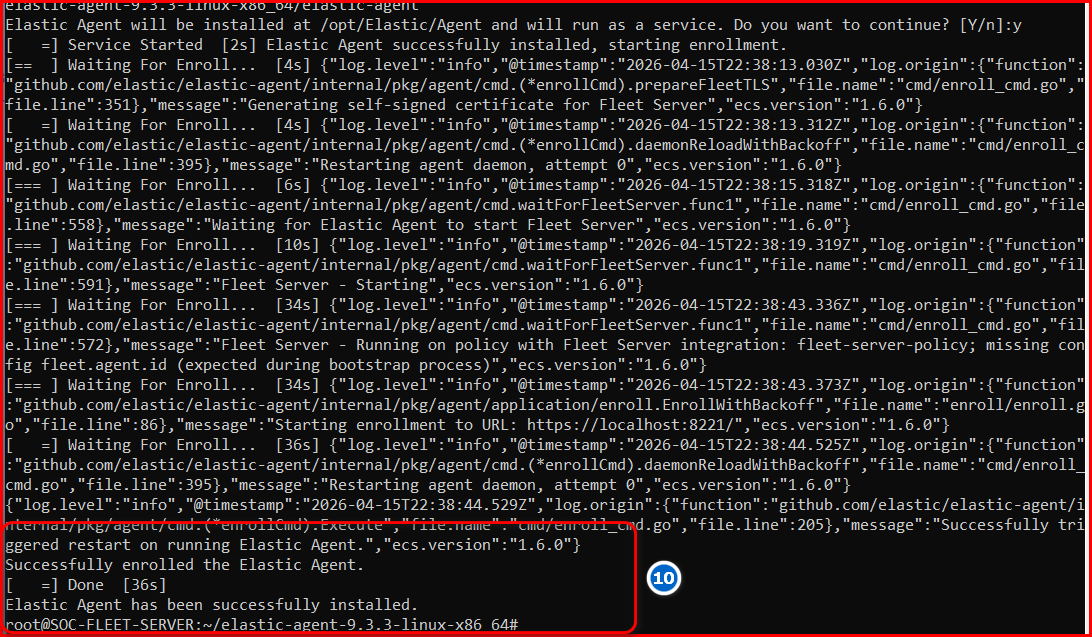 elastic-agent-9.3.3-linux-x86_64/elastic-agent
Elastic Agent will be installed at /opt/Elastic/Agent and will run as a service. Do you want to continue? [Y/n]:y
[   =] Service Started  [2s] Elastic Agent successfully installed, starting enrollment.
[==  ] Waiting For Enroll...  [4s] {"log.level":"info","@timestamp":"2026-04-15T22:38:13.030Z","log.origin":{"function":
"github.com/elastic/elastic-agent/internal/pkg/agent/cmd.(*enrollCmd).prepareFleetTLS","file.name":"cmd/enroll_cmd.go","
file.line":351},"message":"Generating self-signed certificate for Fleet Server","ecs.version":"1.6.0"}
[   =] Waiting For Enroll...  [4s] {"log.level":"info","@timestamp":"2026-04-15T22:38:13.312Z","log.origin":{"function":
"github.com/elastic/elastic-agent/internal/pkg/agent/cmd.(*enrollCmd).daemonReloadWithBackoff","file.name":"cmd/enroll_c
md.go","file.line":395},"message":"Restarting agent daemon, attempt 0","ecs.version":"1.6.0"}
[=== ] Waiting For Enroll...  [6s] {"log.level":"info","@timestamp":"2026-04-15T22:38:15.318Z","log.origin":{"function":
"github.com/elastic/elastic-agent/internal/pkg/agent/cmd.waitForFleetServer.func1","file.name":"cmd/enroll_cmd.go","file
.line":558},"message":"Waiting for Elastic Agent to start Fleet Server","ecs.version":"1.6.0"}
[=== ] Waiting For Enroll...  [10s] {"log.level":"info","@timestamp":"2026-04-15T22:38:19.319Z","log.origin":{"function"
:"github.com/elastic/elastic-agent/internal/pkg/agent/cmd.waitForFleetServer.func1","file.name":"cmd/enroll_cmd.go","fil
e.line":591},"message":"Fleet Server - Starting","ecs.version":"1.6.0"}
[=== ] Waiting For Enroll...  [34s] {"log.level":"info","@timestamp":"2026-04-15T22:38:43.336Z","log.origin":{"function"
:"github.com/elastic/elastic-agent/internal/pkg/agent/cmd.waitForFleetServer.func1","file.name":"cmd/enroll_cmd.go","fil
e.line":572},"message":"Fleet Server - Running on policy with Fleet Server integration: fleet-server-policy; missing con
fig fleet.agent.id (expected during bootstrap process)","ecs.version":"1.6.0"}
[=== ] Waiting For Enroll...  [34s] {"log.level":"info","@timestamp":"2026-04-15T22:38:43.373Z","log.origin":{"function"
:"github.com/elastic/elastic-agent/internal/pkg/agent/application/enroll.EnrollWithBackoff","file.name":"enroll/enroll.g
o","file.line":86},"message":"Starting enrollment to URL: https://localhost:8221/","ecs.version":"1.6.0"}
[   =] Waiting For Enroll...  [36s] {"log.level":"info","@timestamp":"2026-04-15T22:38:44.525Z","log.origin":{"function"
:"github.com/elastic/elastic-agent/internal/pkg/agent/cmd.(*enrollCmd).daemonReloadWithBackoff","file.name":"cmd/enroll_
cmd.go","file.line":395},"message":"Restarting agent daemon, attempt 0","ecs.version":"1.6.0"}
{"log.level":"info","@timestamp":"2026-04-15T22:38:44.529Z","log.origin":{"function":"github.com/elastic/elastic-agent/i
nternal/pkg/agent/cmd.(*enrollCmd).Execute","file.name":"cmd/enroll_cmd.go","file.line":205},"message":"Successfully tri
ggered restart on running Elastic Agent.","ecs.version":"1.6.0"}
Successfully enrolled the Elastic Agent.
[   =] Done  [36s]
10
Elastic Agent has been successfully installed.
root@SOC-FLEET-SERVER:~/elastic-agent-9.3.3-linux-x86_64#